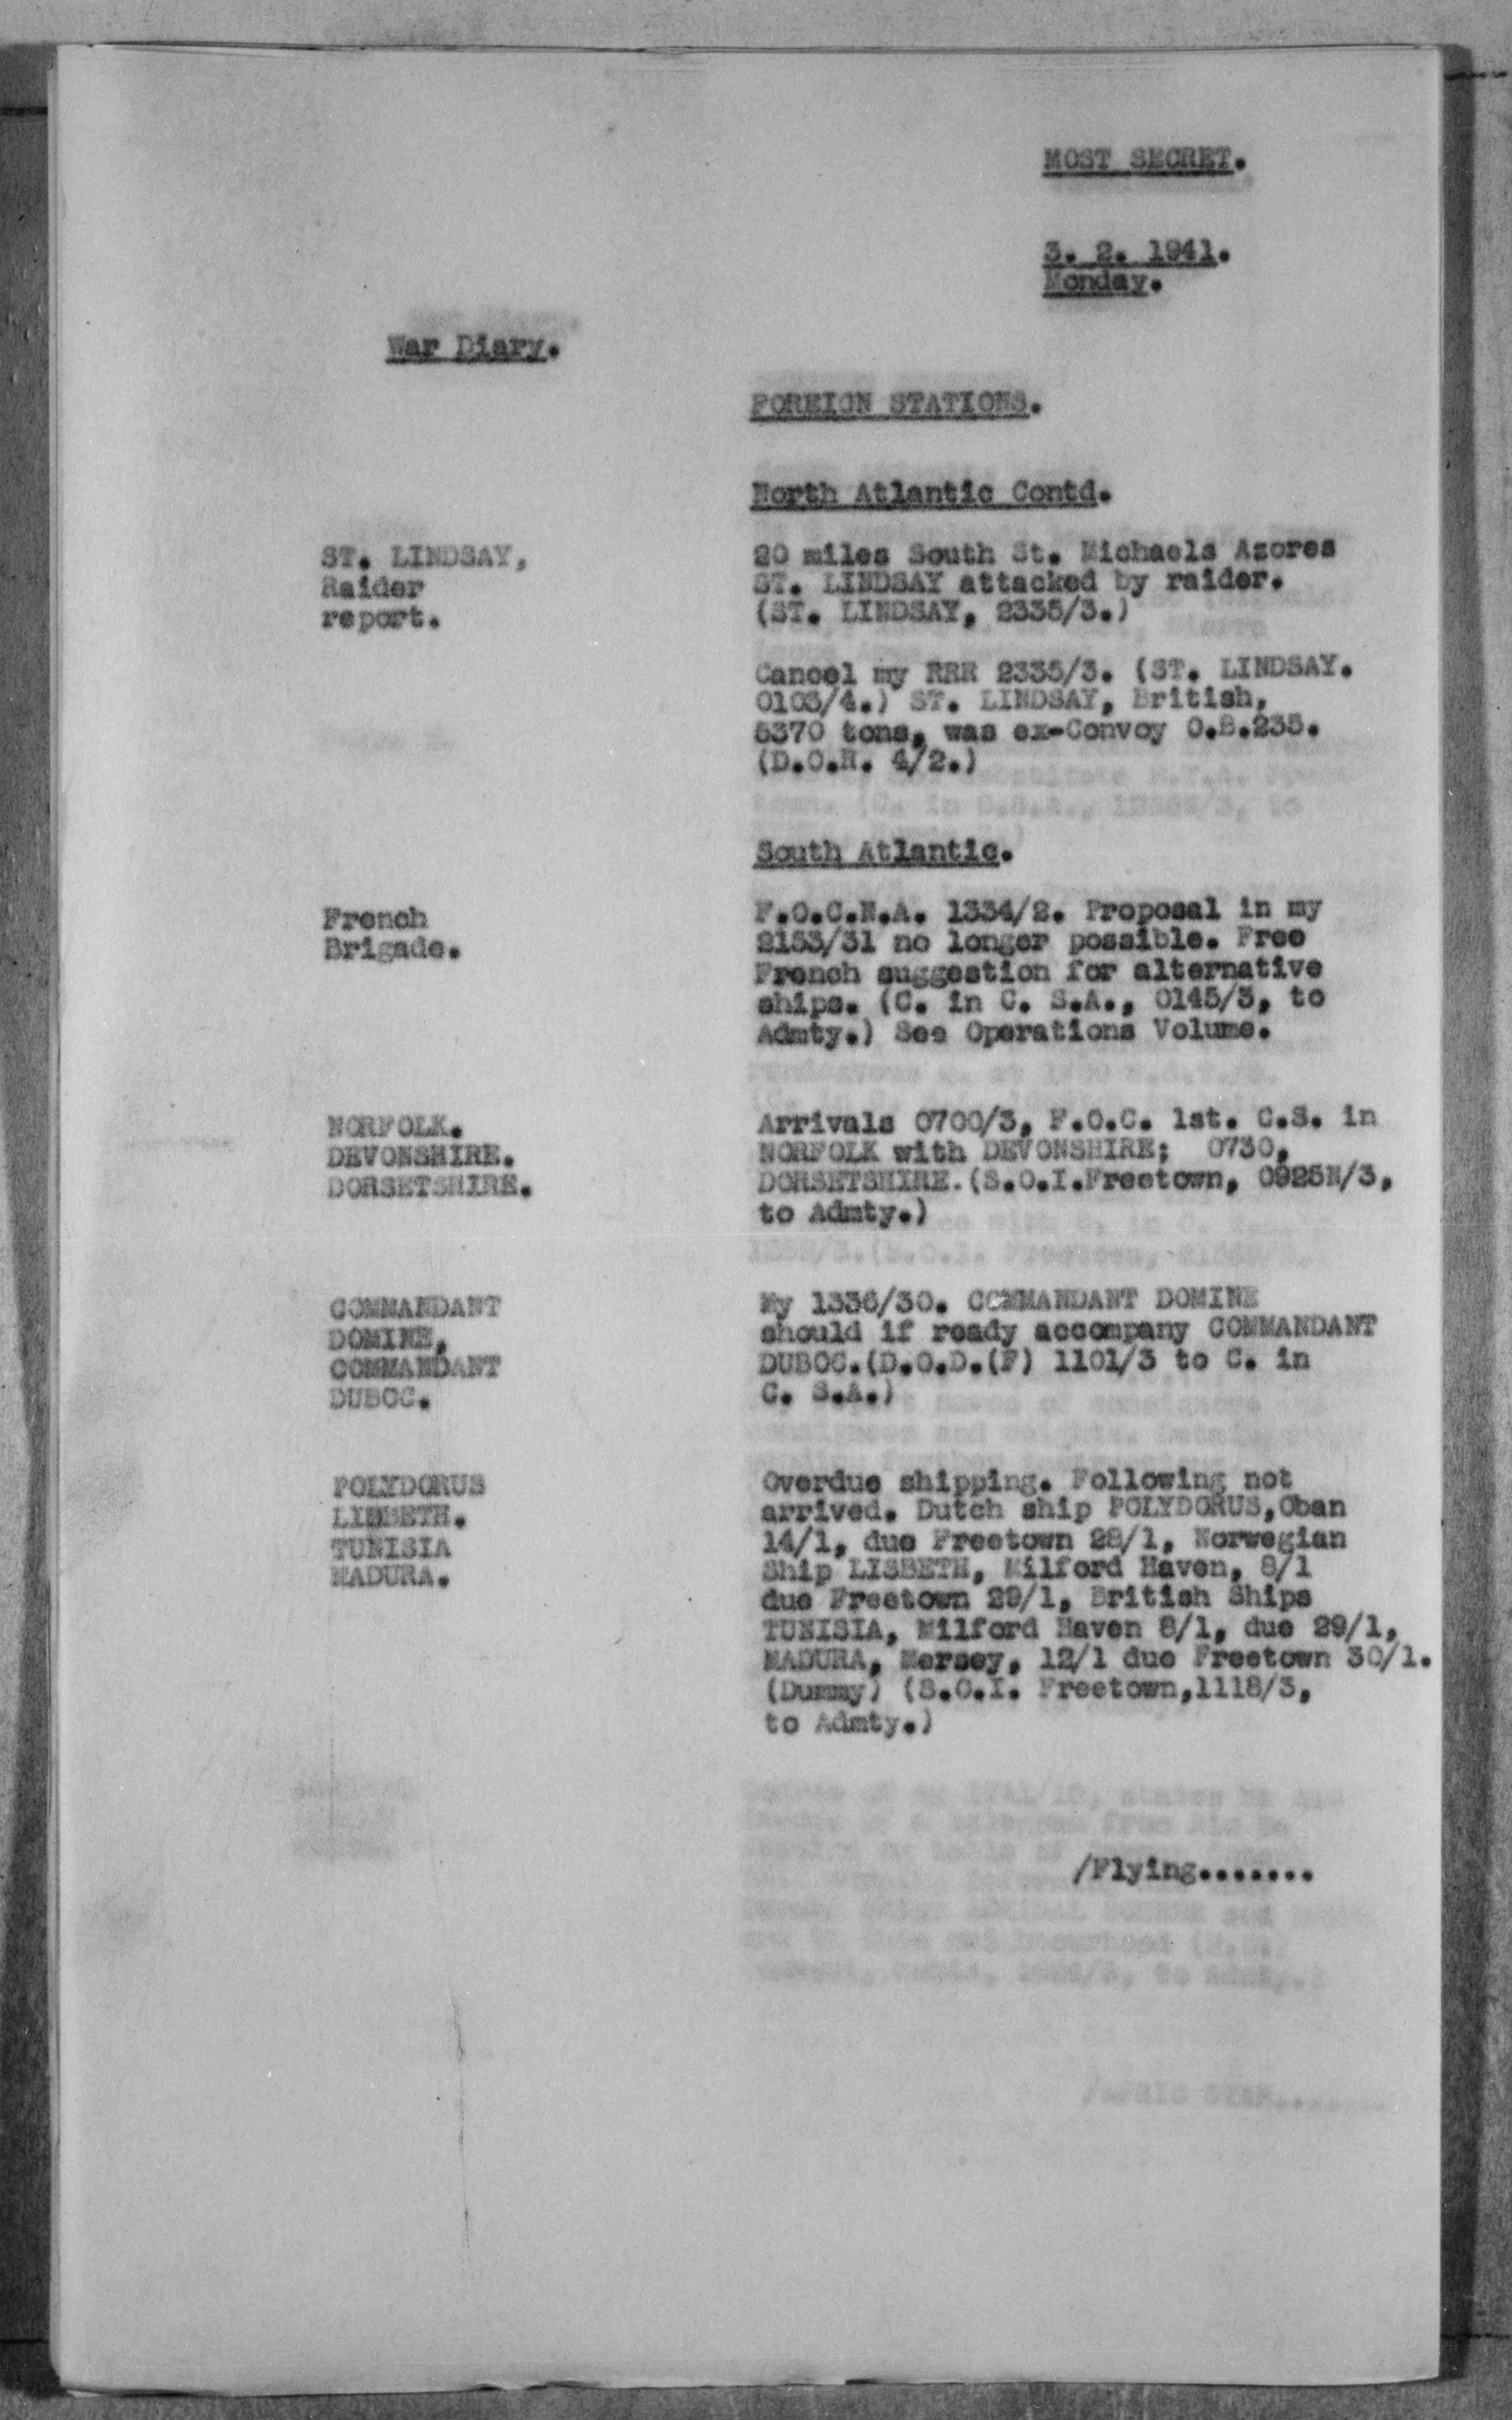 MOST SECRET.
3. 2. 1941.
Monday.
War Diary.
FOREIGN STATIONS.
North Atlantic Contd.
ST. LINDSAY,
Raider
report.
20 miles South St. Michaels Azores
ST. LINDSAY attacked by raider.
(ST. LINDSAY, 2335/3.)
Cancel my RRR 2335/3. (ST. LINDSAY.
0103/4.) ST. LINDSAY, British,
5370 tons, was ex-Convoy O.B.235.
(D.O.R. 4/2.)
South Atlantic.
French
Brigade.
F.O.C.N.A. 1334/2. Proposal in my
2153/31 no longer possible. Free
French suggestion for alternative
ships. (C. in C. S.A., 0145/3, to
Admty.) See Operations Volume.
NORFOLK.
DEVONSHIRE.
DORSETSHIRE.
Arrivals 0700/3, F.O.C. 1st. C.S. in
NORFOLK with DEVONSHIRE; 0730,
DORSETSHIRE.(S.O.I.Freetown, 0925N/3,
to Admty.)
COMMANDANT
DOMINE,
COMMANDANT
DUBOC.
My 1336/30. COMMANDANT DOMINE
should if ready accompany COMMANDANT
DUBOC.(D.O.D.(F) 1101/3 to C. in
C. S.A.)
POLYDORUS
LISBETH.
TUNISIA
MADURA.
Overdue shipping. Following not
arrived. Dutch ship POLYDORUS,Oban
14/1, due Freetown 28/1, Norwegian
Ship LISBETH, Milford Haven, 8/1
due Freetown 29/1, British Ships
TUNISIA, Milford Haven 8/1, due 29/1,
MADURA, Mersey, 12/1 due Freetown 30/1.
(Dummy) (S.O.I. Freetown,1118/3,
to Admty.)
/Flying.......